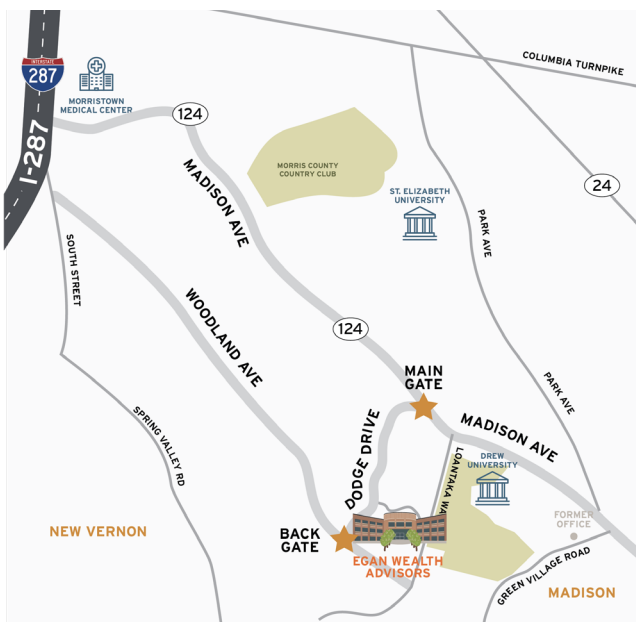 COLUMBIA TURNPIKE
INTERSTATE
287
I-287
MORRISTOWN
MEDICAL CENTER
124
MADISON AVE
MORRIS COUNTY
COUNTRY CLUB
ST. ELIZABETH
UNIVERSITY
24
PARK AVE
SOUTH STREET
WOODLAND AVE
124
MAIN
GATE
PARK AVE
MADISON AVE
DODGE DRIVE
SPRING VALLEY RD
LOANTAKA WA
DREW
UNIVERSITY
NEW VERNON
BACK
GATE
FORMER
OFFICE
EGAN WEALTH
ADVISORS
GREEN VILLAGE ROAD
MADISON